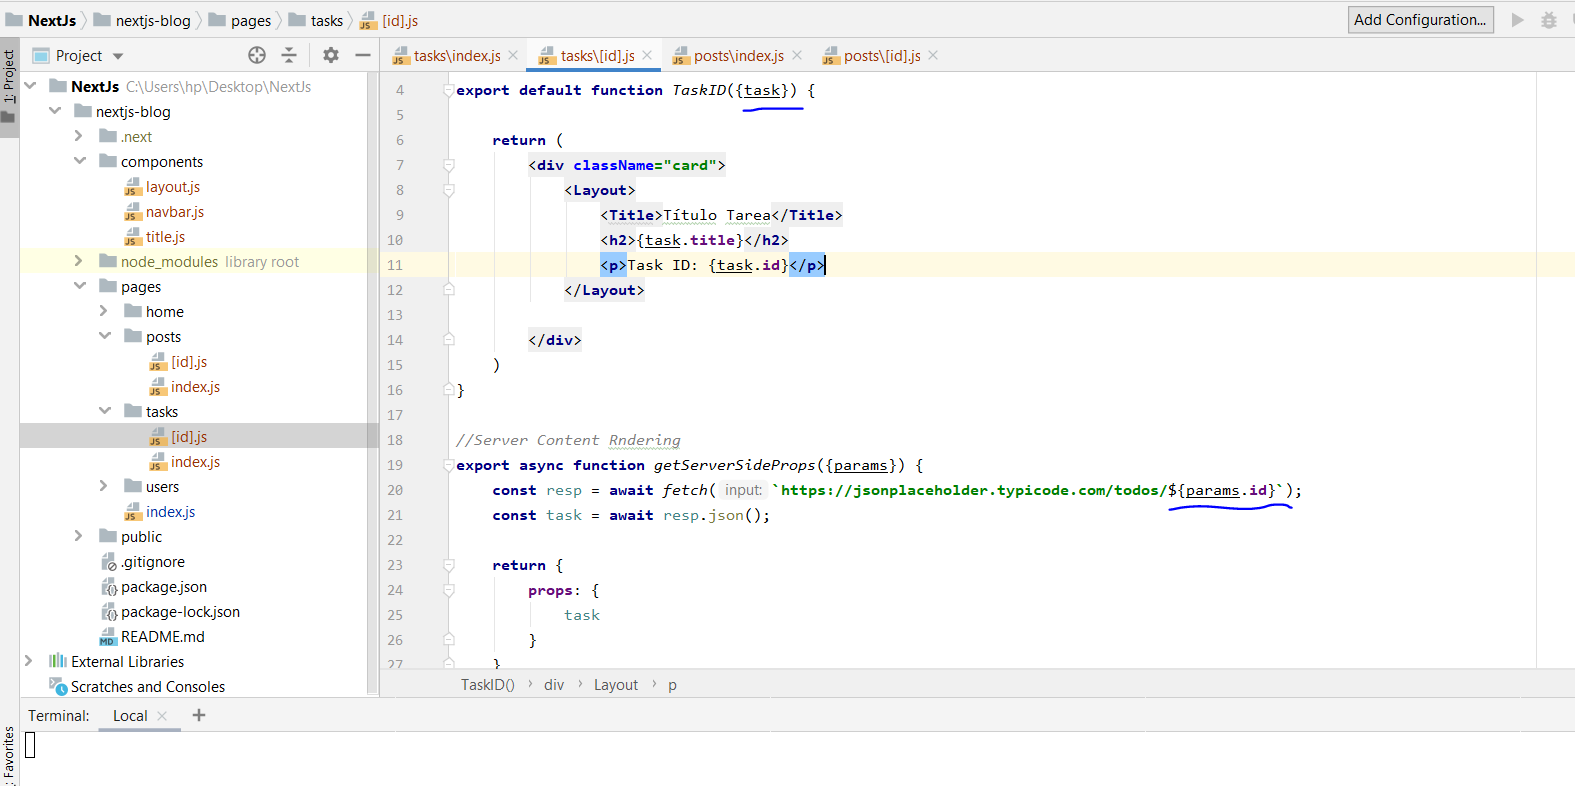 NextJs nextjs-blog pages tasks [id].js Add Configuration...
1: Project
Project
tasks\index.js tasks\[id].js posts\index.js posts\[id].js
NextJs C:\Users\hp\Desktop\NextJs
nextjs-blog
.next
components
layout.js
navbar.js
title.js
node_modules library root
pages
home
posts
[id].js
index.js
tasks
[id].js
index.js
users
index.js
public
.gitignore
package.json
package-lock.json
README.md
External Libraries
Scratches and Consoles
4 export default function TaskID({task}) {
5
6 return (
7 <div className="card">
8 <Layout>
9 <Title>Título Tarea</Title>
10 <h2>{task.title}</h2>
11 <p>Task ID: {task.id}</p>
12 </Layout>
13
14 </div>
15 )
16 }
17
18 //Server Content Rndering
19 export async function getServerSideProps({params}) {
20 const resp = await fetch( input: `https://jsonplaceholder.typicode.com/todos/${params.id}`);
21 const task = await resp.json();
22
23 return {
24 props: {
25 task
26 }
27 }
TaskID() › div › Layout › p
Terminal: Local
Favorites